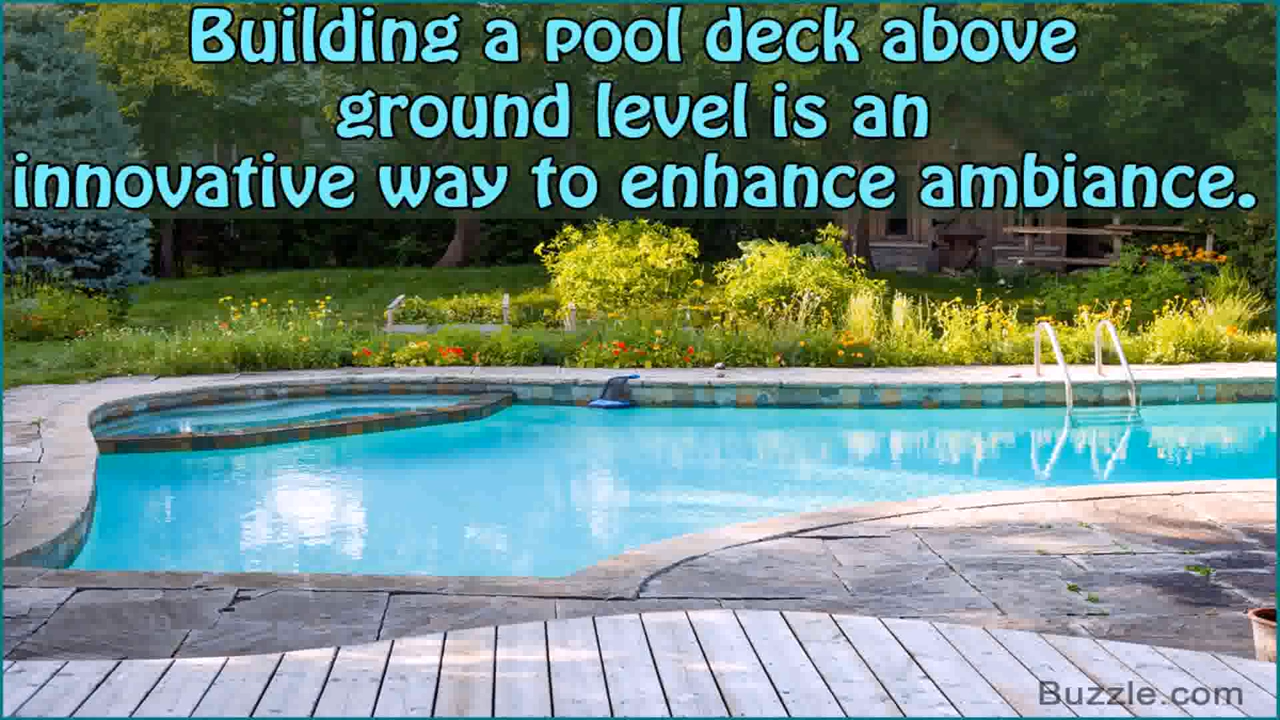 Building a pool deck above
ground level is an
innovative way to enhance ambiance.
Buzzle.com